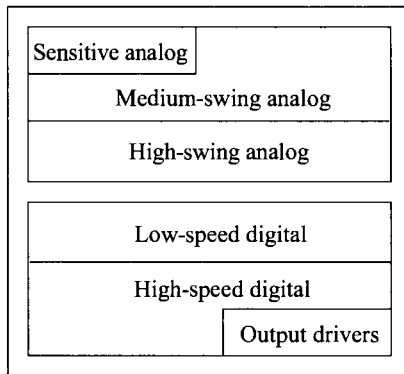 Sensitive analog
Medium-swing analog
High-swing analog
Low-speed digital
High-speed digital
Output drivers